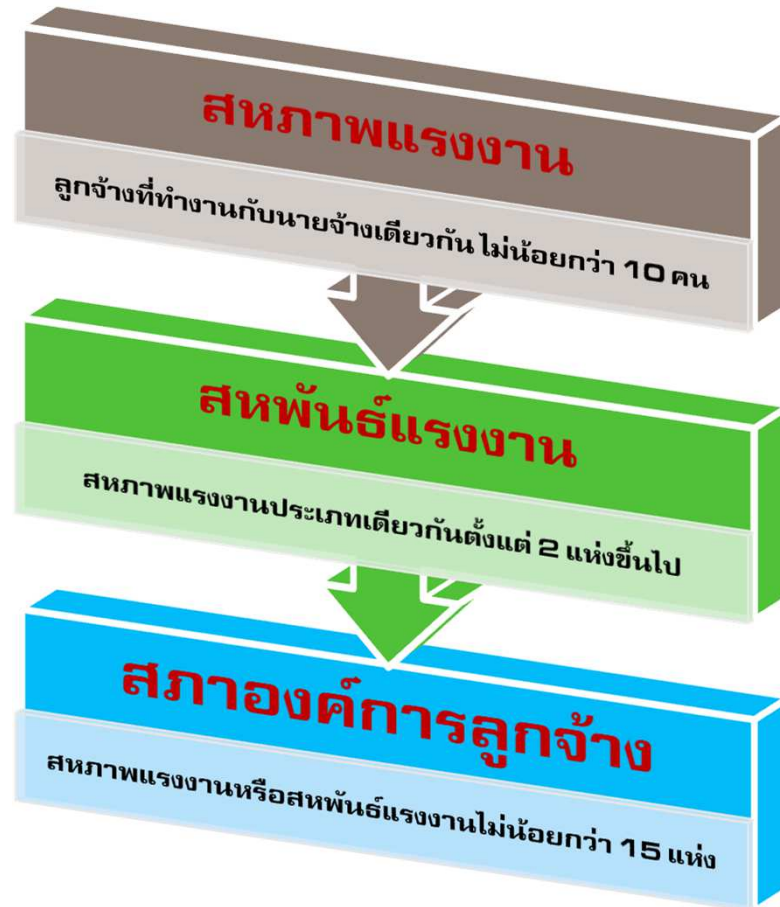 สหภาพแรงงาน
ลูกจ้างที่ทำงานกับนายจ้างเดียวกัน ไม่น้อยกว่า 10 คน
สหพันธ์แรงงาน
สหภาพแรงงานประเภทเดียวกันตั้งแต่ 2 แห่งขึ้นไป
สภาองค์การลูกจ้าง
สหภาพแรงงานหรือสหพันธ์แรงงานไม่น้อยกว่า 15 แห่ง